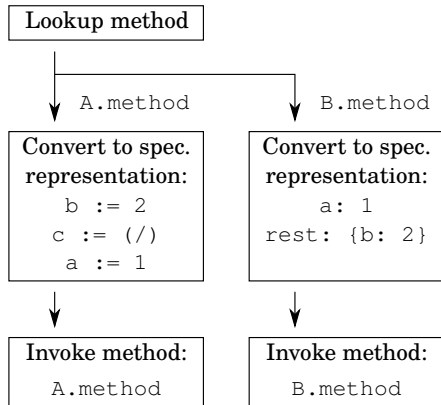 Lookup method
A.method
B.method
Convert to spec.
representation:
b := 2
c := (/)
a := 1
Convert to spec.
representation:
a: 1
rest: {b: 2}
Invoke method:
A.method
Invoke method:
B.method